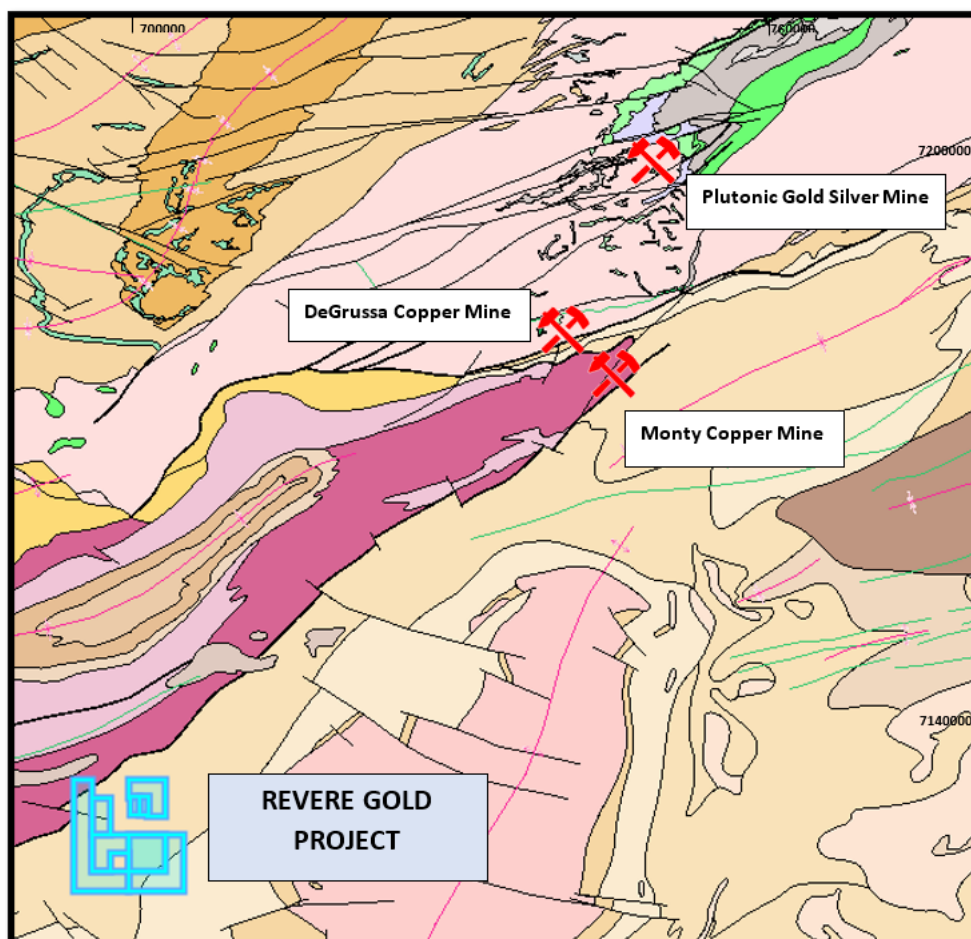 700000
760000
7200000
Plutonic Gold Silver Mine
DeGrussa Copper Mine
Monty Copper Mine
7140000
REVERE GOLD
PROJECT